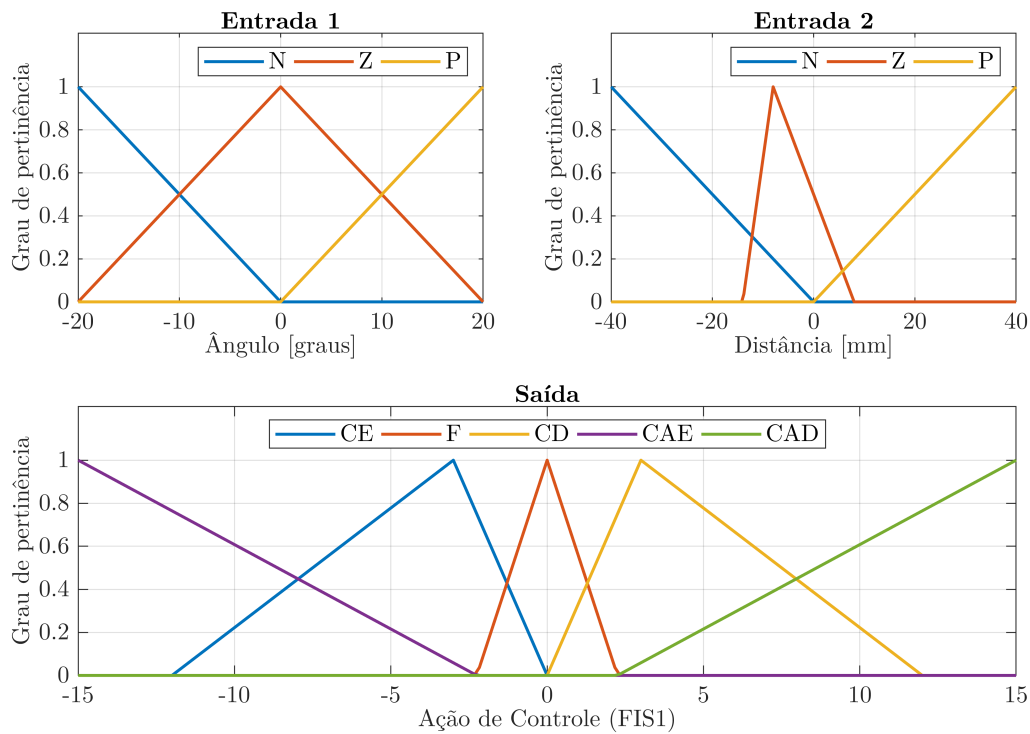 Entrada 1
N Z P
Grau de pertinência
1
0.8
0.6
0.4
0.2
0
-20 -10 0 10 20
Ângulo [graus]
Entrada 2
N Z P
Grau de pertinência
1
0.8
0.6
0.4
0.2
0
-40 -20 0 20 40
Distância [mm]
Saída
CE F CD CAE CAD
Grau de pertinência
1
0.8
0.6
0.4
0.2
0
-15 -10 -5 0 5 10 15
Ação de Controle (FIS1)